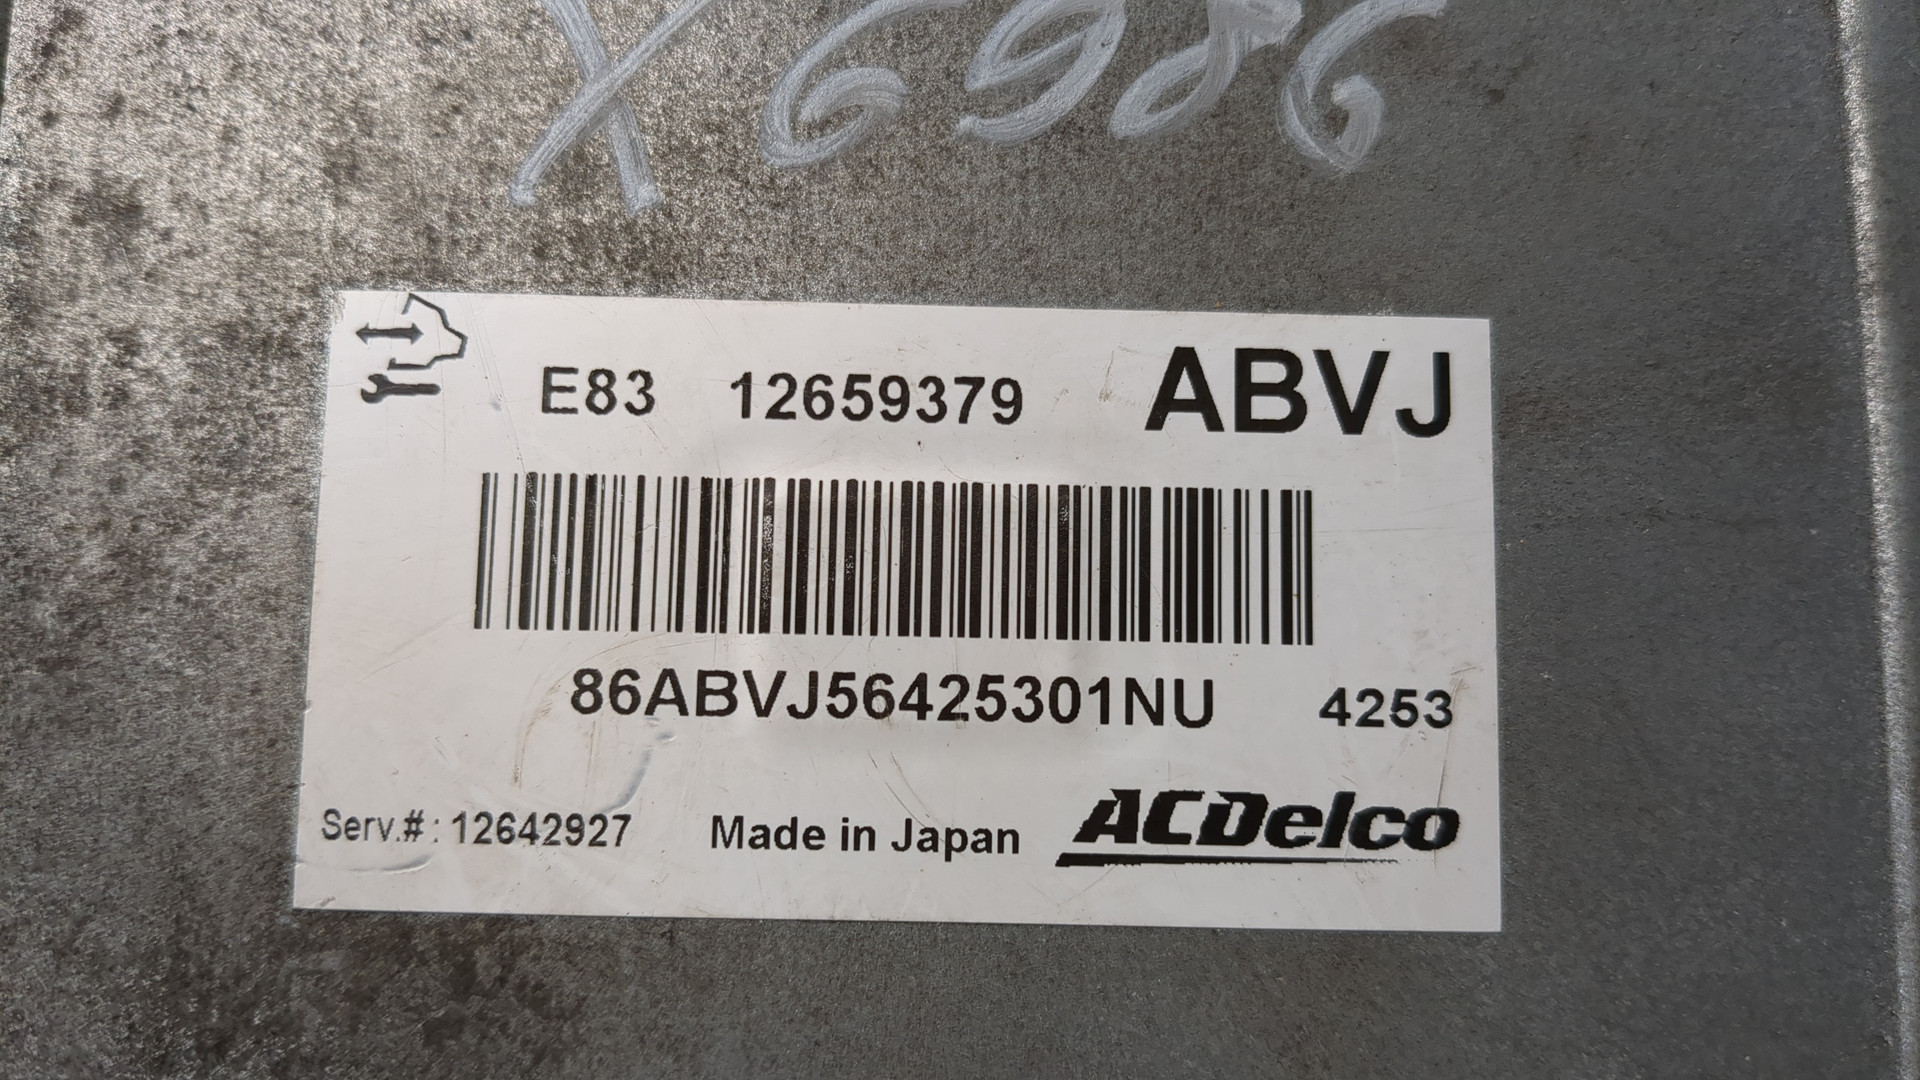 X6986
E83 12659379 ABVJ
86ABVJ56425301NU 4253
Serv.#: 12642927 Made in Japan ACDelco